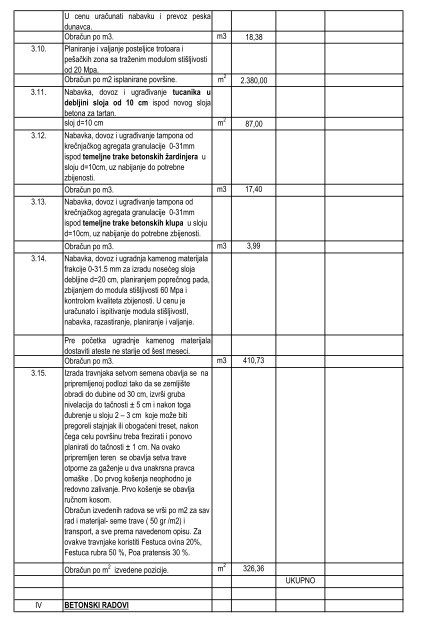 U cenu uračunati nabavku i prevoz peska
dunavca.
Obračun po m3. m3 18,38
3.10. Planiranje i valjanje posteljice trotoara i
pešačkih zona sa traženim modulom stišljivosti
od 20 Mpa.
Obračun po m2 isplanirane površine. m² 2.380,00
3.11. Nabavka, dovoz i ugrađivanje tucanika u
debljini sloja od 10 cm ispod novog sloja
betona za tartan.
sloj d=10 cm m² 87,00
3.12. Nabavka, dovoz i ugrađivanje tampona od
krečnjačkog agregata granulacije 0-31mm
ispod temeljne trake betonskih žardinjera u
sloju d=10cm, uz nabijanje do potrebne
zbijenosti.
Obračun po m3. m3 17,40
3.13. Nabavka, dovoz i ugrađivanje tampona od
krečnjačkog agregata granulacije 0-31mm
ispod temeljne trake betonskih klupa u sloju
d=10cm, uz nabijanje do potrebne zbijenosti.
Obračun po m3. m3 3,99
3.14. Nabavka, dovoz i ugradnja kamenog materijala
frakcije 0-31.5 mm za izradu nosećeg sloja
debljine d=20 cm, planiranjem poprečnog pada,
zbijanjem do modula stišljivosti 60 Mpa i
kontrolom kvaliteta zbijenosti. U cenu je
uračunato i ispitivanje modula stišljivostI,
nabavka, razastiranje, planiranje i valjanje.
Pre početka ugradnje kamenog materijala
dostaviti ateste ne starije od šest meseci.
Obračun po m3. m3 410,73
3.15. Izrada travnjaka setvom semena obavlja se na
pripremljenoj podlozi tako da se zemljište
obradi do dubine od 30 cm, izvrši gruba
nivelacija do tačnosti ± 5 cm i nakon toga
đubrenje u sloju 2 – 3 cm koje može biti
pregoreli stajnjak ili obogaćeni treset, nakon
čega celu površinu treba frezirati i ponovo
planirati do tačnosti ± 1 cm. Na ovako
pripremljen teren se obavlja setva trave
otporne za gaženje u dva unakrsna pravca
omaške . Do prvog košenja neophodno je
redovno zalivanje. Prvo košenje se obavlja
ručnom kosom.
Obračun izvedenih radova se vrši po m2 za sav
rad i materijal- seme trave ( 50 gr /m2) i
transport, a sve prema navedenom opisu. Za
ovakve travnjake koristiti Festuca ovina 20%,
Festuca rubra 50 %, Poa pratensis 30 %.
Obračun po m² izvedene pozicije. m² 326,36
UKUPNO
IV BETONSKI RADOVI